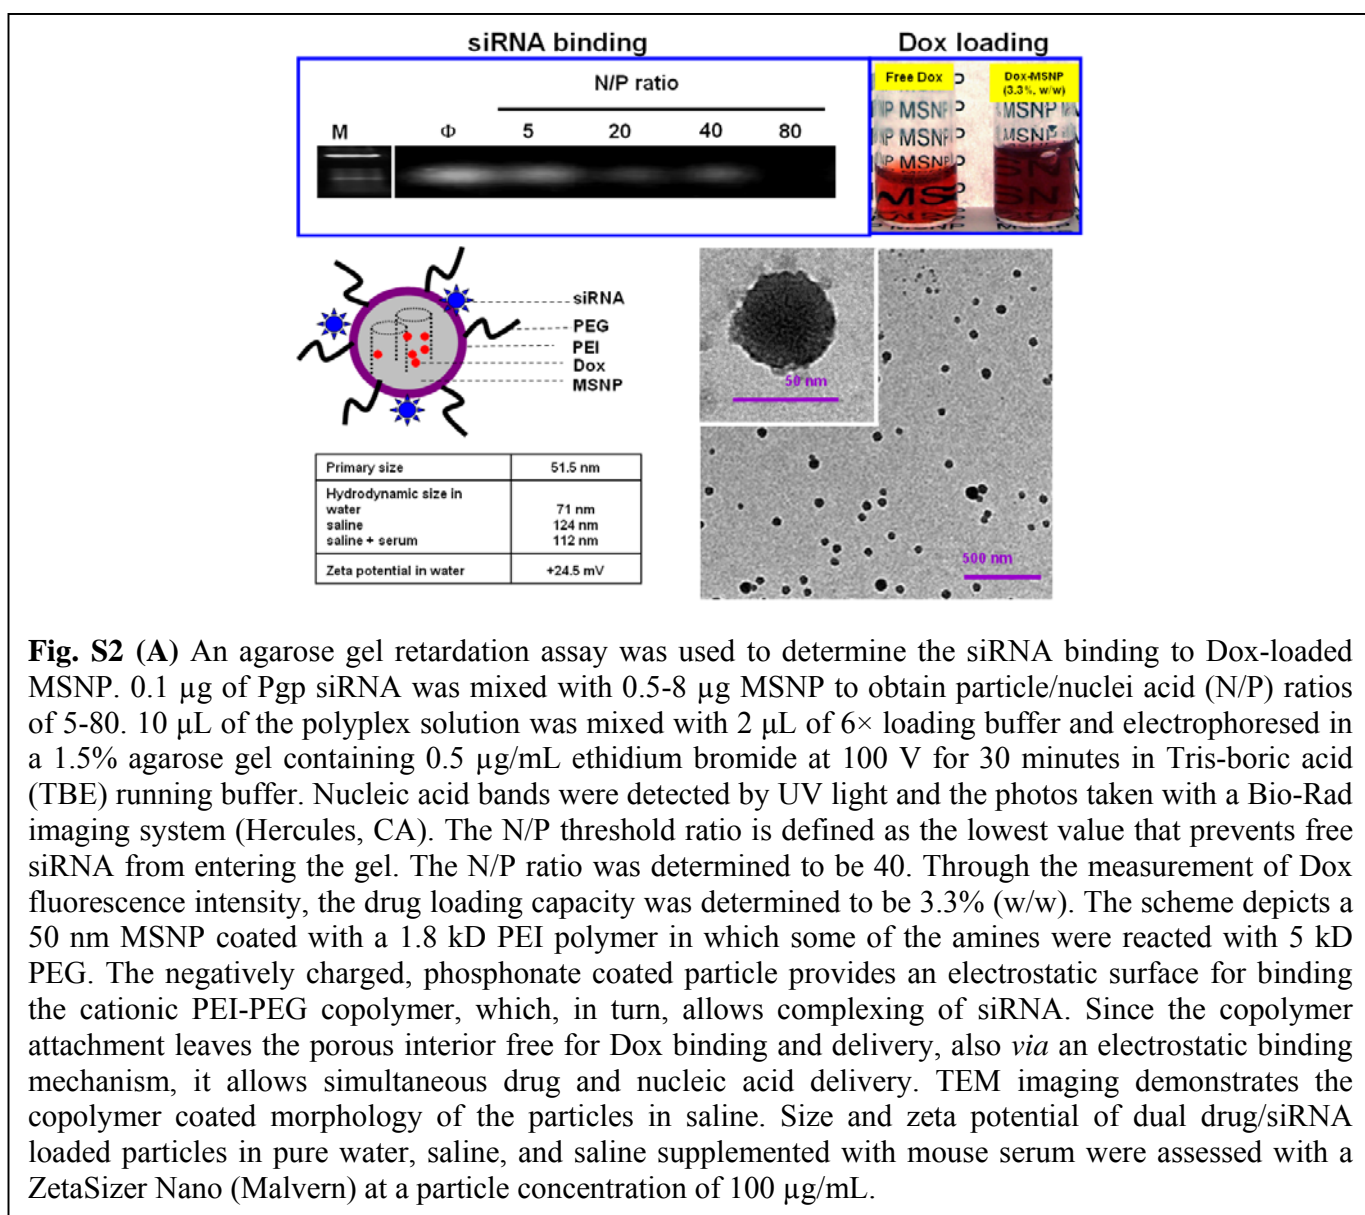 siRNA binding
Dox loading
N/P ratio
M Φ 5 20 40 80
Free Dox
Dox-MSNP
(3.3%, w/w)
siRNA
PEG
PEI
Dox
MSNP
50 nm
500 nm
Primary size 51.5 nm
Hydrodynamic size in
water 71 nm
saline 124 nm
saline + serum 112 nm
Zeta potential in water +24.5 mV
Fig. S2 (A) An agarose gel retardation assay was used to determine the siRNA binding to Dox-loaded
MSNP. 0.1 µg of Pgp siRNA was mixed with 0.5-8 µg MSNP to obtain particle/nuclei acid (N/P) ratios
of 5-80. 10 µL of the polyplex solution was mixed with 2 µL of 6× loading buffer and electrophoresed in
a 1.5% agarose gel containing 0.5 µg/mL ethidium bromide at 100 V for 30 minutes in Tris-boric acid
(TBE) running buffer. Nucleic acid bands were detected by UV light and the photos taken with a Bio-Rad
imaging system (Hercules, CA). The N/P threshold ratio is defined as the lowest value that prevents free
siRNA from entering the gel. The N/P ratio was determined to be 40. Through the measurement of Dox
fluorescence intensity, the drug loading capacity was determined to be 3.3% (w/w). The scheme depicts a
50 nm MSNP coated with a 1.8 kD PEI polymer in which some of the amines were reacted with 5 kD
PEG. The negatively charged, phosphonate coated particle provides an electrostatic surface for binding
the cationic PEI-PEG copolymer, which, in turn, allows complexing of siRNA. Since the copolymer
attachment leaves the porous interior free for Dox binding and delivery, also via an electrostatic binding
mechanism, it allows simultaneous drug and nucleic acid delivery. TEM imaging demonstrates the
copolymer coated morphology of the particles in saline. Size and zeta potential of dual drug/siRNA
loaded particles in pure water, saline, and saline supplemented with mouse serum were assessed with a
ZetaSizer Nano (Malvern) at a particle concentration of 100 µg/mL.